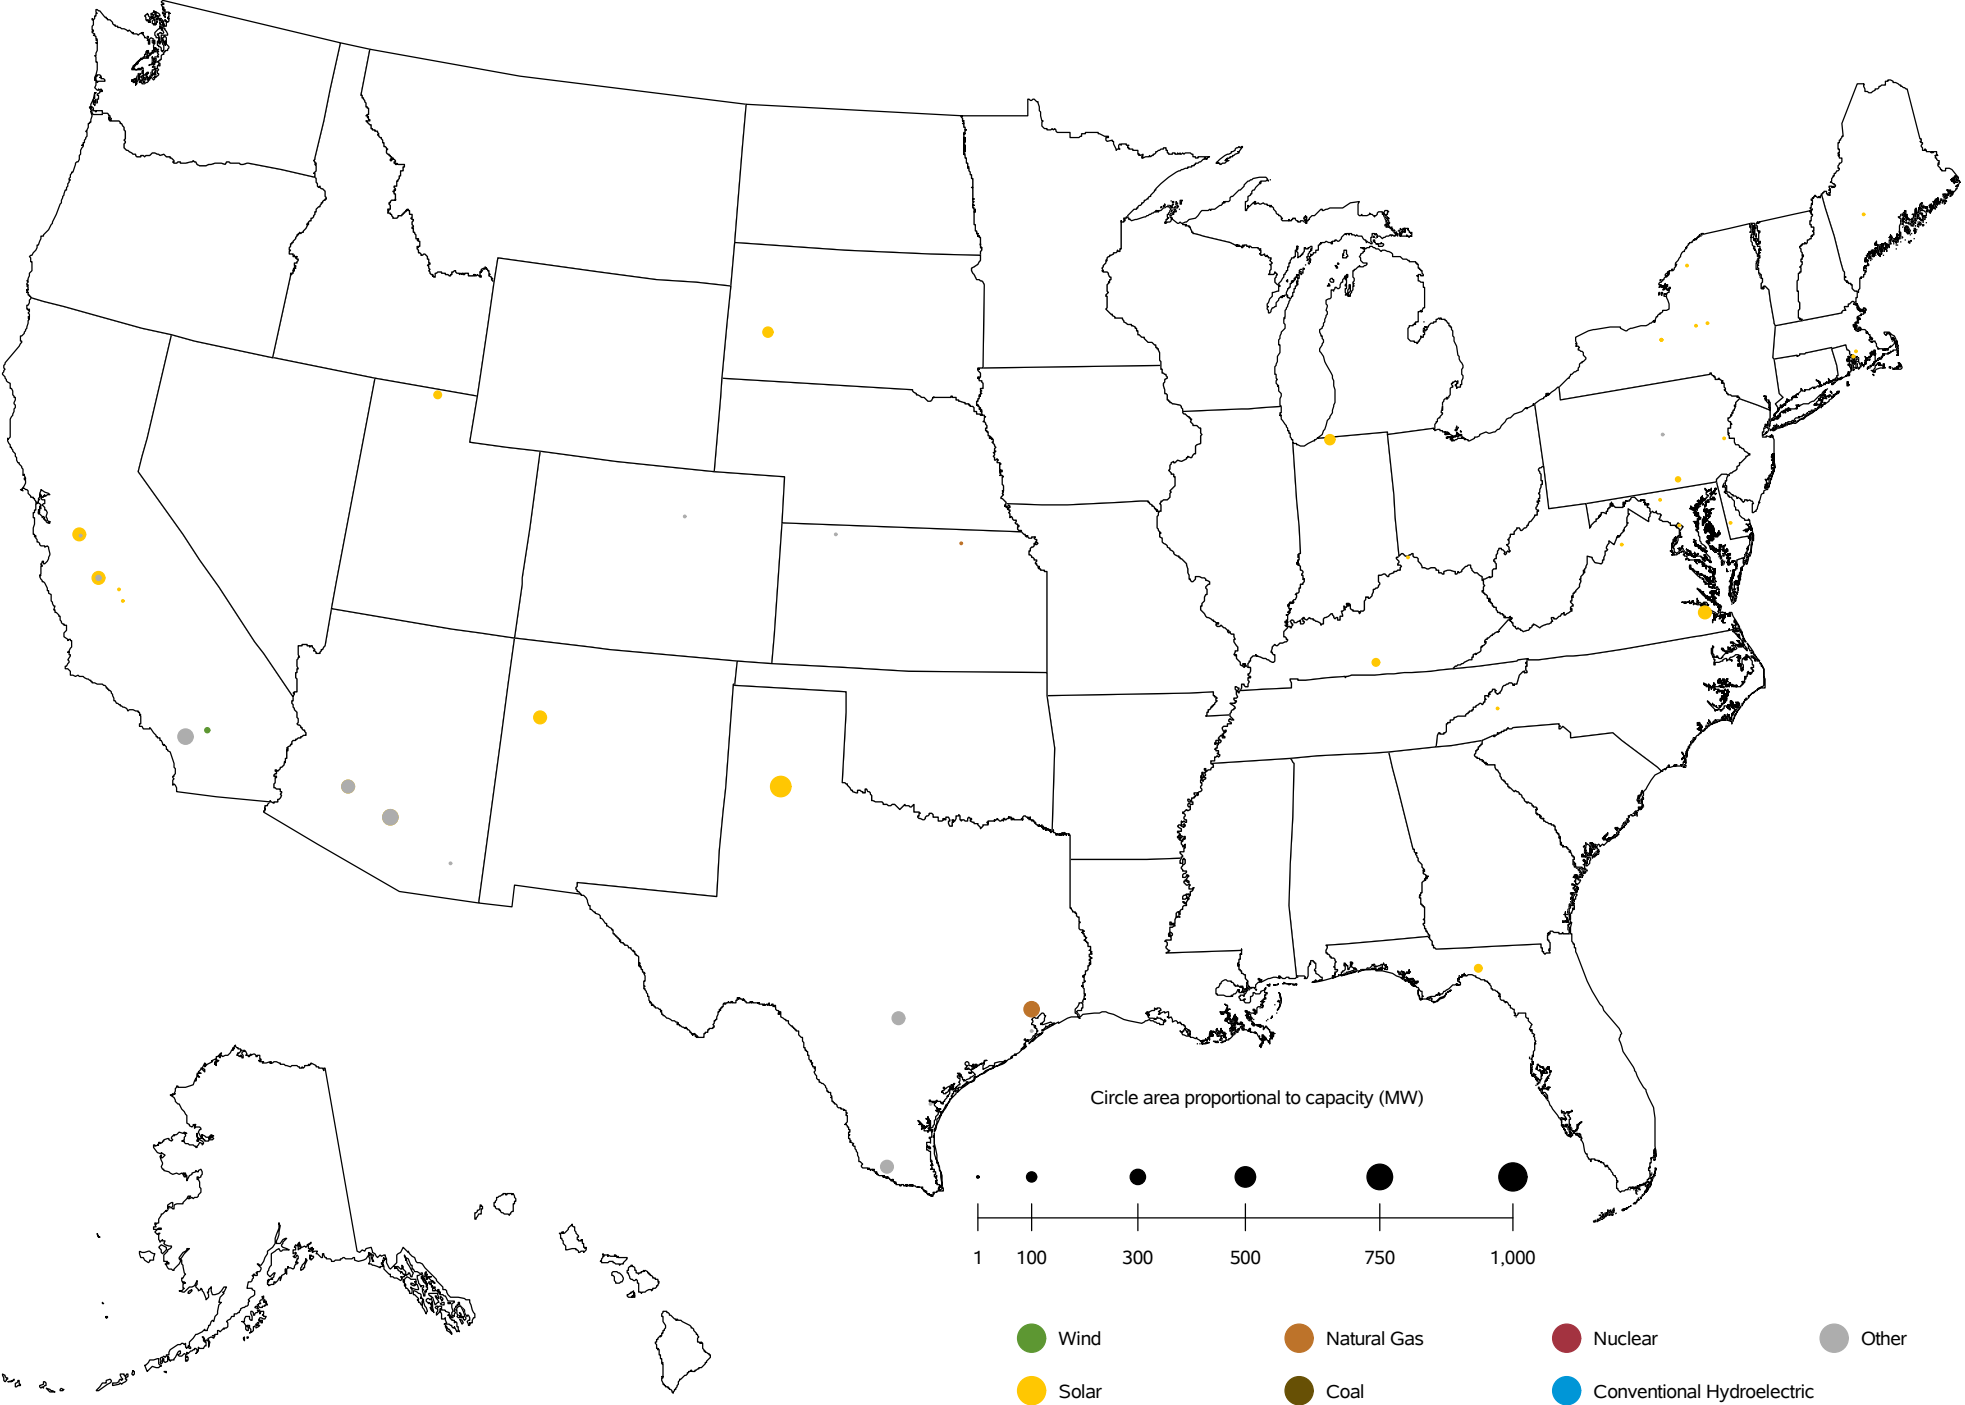 Circle area proportional to capacity (MW)
1 100 300 500 750 1,000
Wind Natural Gas Nuclear Other
Solar Coal Conventional Hydroelectric